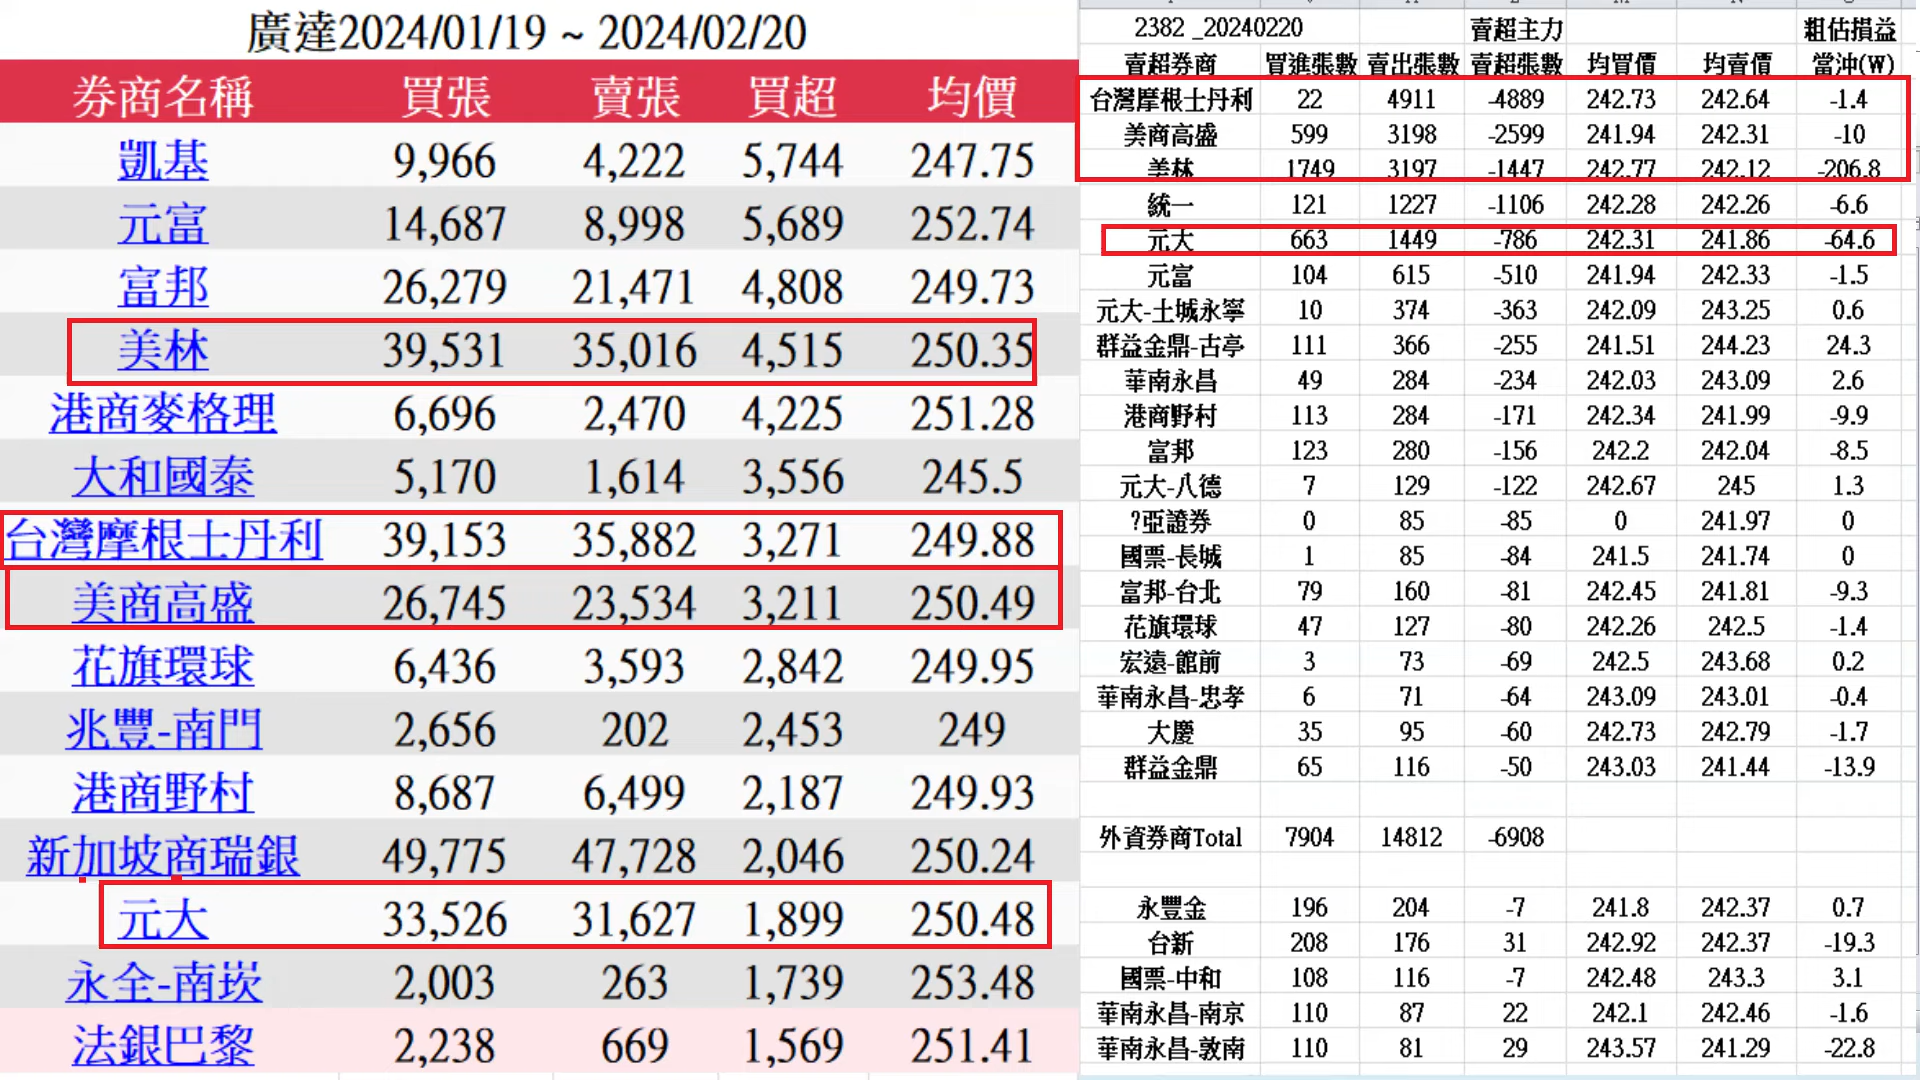 廣達2024/01/19 ~ 2024/02/20
券商名稱 買張 賣張 買超 均價
凱基 9,966 4,222 5,744 247.75
元富 14,687 8,998 5,689 252.74
富邦 26,279 21,471 4,808 249.73
美林 39,531 35,016 4,515 250.35
港商麥格理 6,696 2,470 4,225 251.28
大和國泰 5,170 1,614 3,556 245.5
台灣摩根士丹利 39,153 35,882 3,271 249.88
美商高盛 26,745 23,534 3,211 250.49
花旗環球 6,436 3,593 2,842 249.95
兆豐-南門 2,656 202 2,453 249
港商野村 8,687 6,499 2,187 249.93
新加坡商瑞銀 49,775 47,728 2,046 250.24
元大 33,526 31,627 1,899 250.48
永全-南崁 2,003 263 1,739 253.48
法銀巴黎 2,238 669 1,569 251.41
2382 _20240220 賣超主力 粗估損益
賣超券商 買進張數 賣出張數 賣超張數 均買價 均賣價 當沖(W)
台灣摩根士丹利 22 4911 -4889 242.73 242.64 -1.4
美商高盛 599 3198 -2599 241.94 242.31 -10
美林 1749 3197 -1447 242.77 242.12 -206.8
統一 121 1227 -1106 242.28 242.26 -6.6
元大 663 1449 -786 242.31 241.86 -64.6
元富 104 615 -510 241.94 242.33 -1.5
元大-土城永寧 10 374 -363 242.09 243.25 0.6
群益金鼎-古亭 111 366 -255 241.51 244.23 24.3
華南永昌 49 284 -234 242.03 243.09 2.6
港商野村 113 284 -171 242.34 241.99 -9.9
富邦 123 280 -156 242.2 242.04 -8.5
元大-八德 7 129 -122 242.67 245 1.3
?亞證券 0 85 -85 0 241.97 0
國票-長城 1 85 -84 241.5 241.74 0
富邦-台北 79 160 -81 242.45 241.81 -9.3
花旗環球 47 127 -80 242.26 242.5 -1.4
宏遠-館前 3 73 -69 242.5 243.68 0.2
華南永昌-忠孝 6 71 -64 243.09 243.01 -0.4
大慶 35 95 -60 242.73 242.79 -1.7
群益金鼎 65 116 -50 243.03 241.44 -13.9
外資券商Total 7904 14812 -6908
永豐金 196 204 -7 241.8 242.37 0.7
台新 208 176 31 242.92 242.37 -19.3
國票-中和 108 116 -7 242.48 243.3 3.1
華南永昌-南京 110 87 22 242.1 242.46 -1.6
華南永昌-敦南 110 81 29 243.57 241.29 -22.8